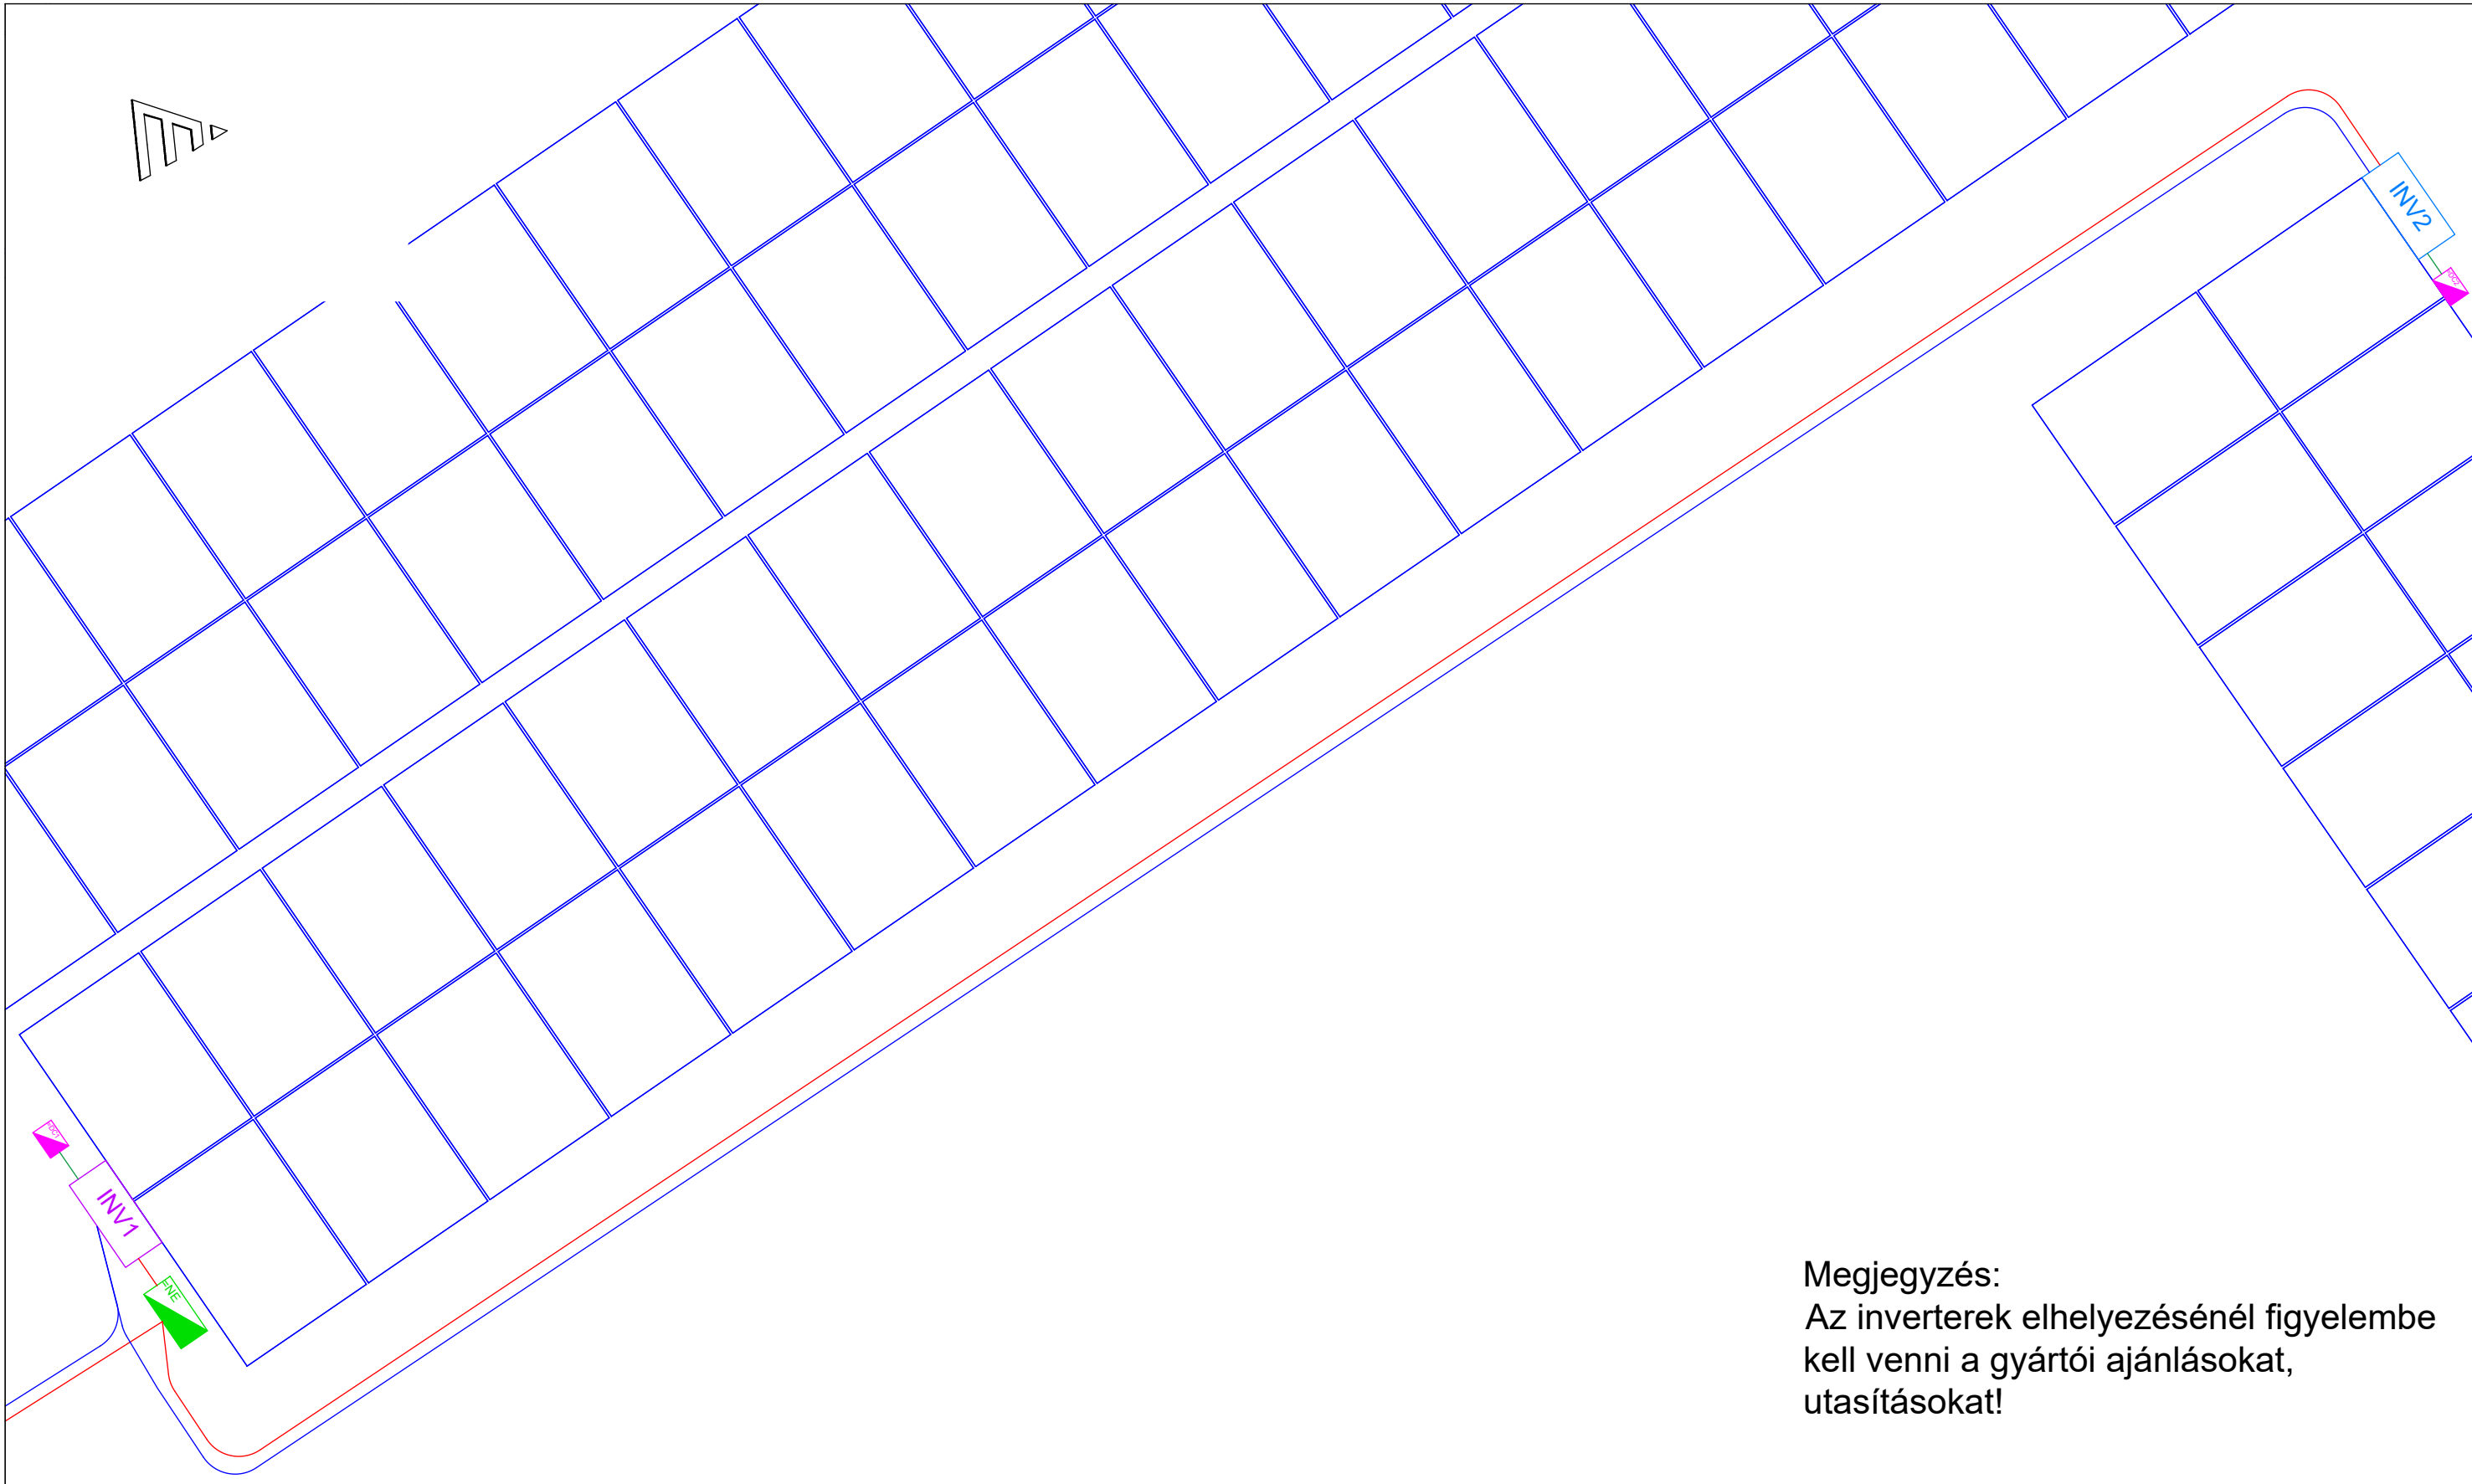 INV2
INV1
Megjegyzés:
Az inverterek elhelyezésénél figyelembe
kell venni a gyártói ajánlásokat,
utasításokat!